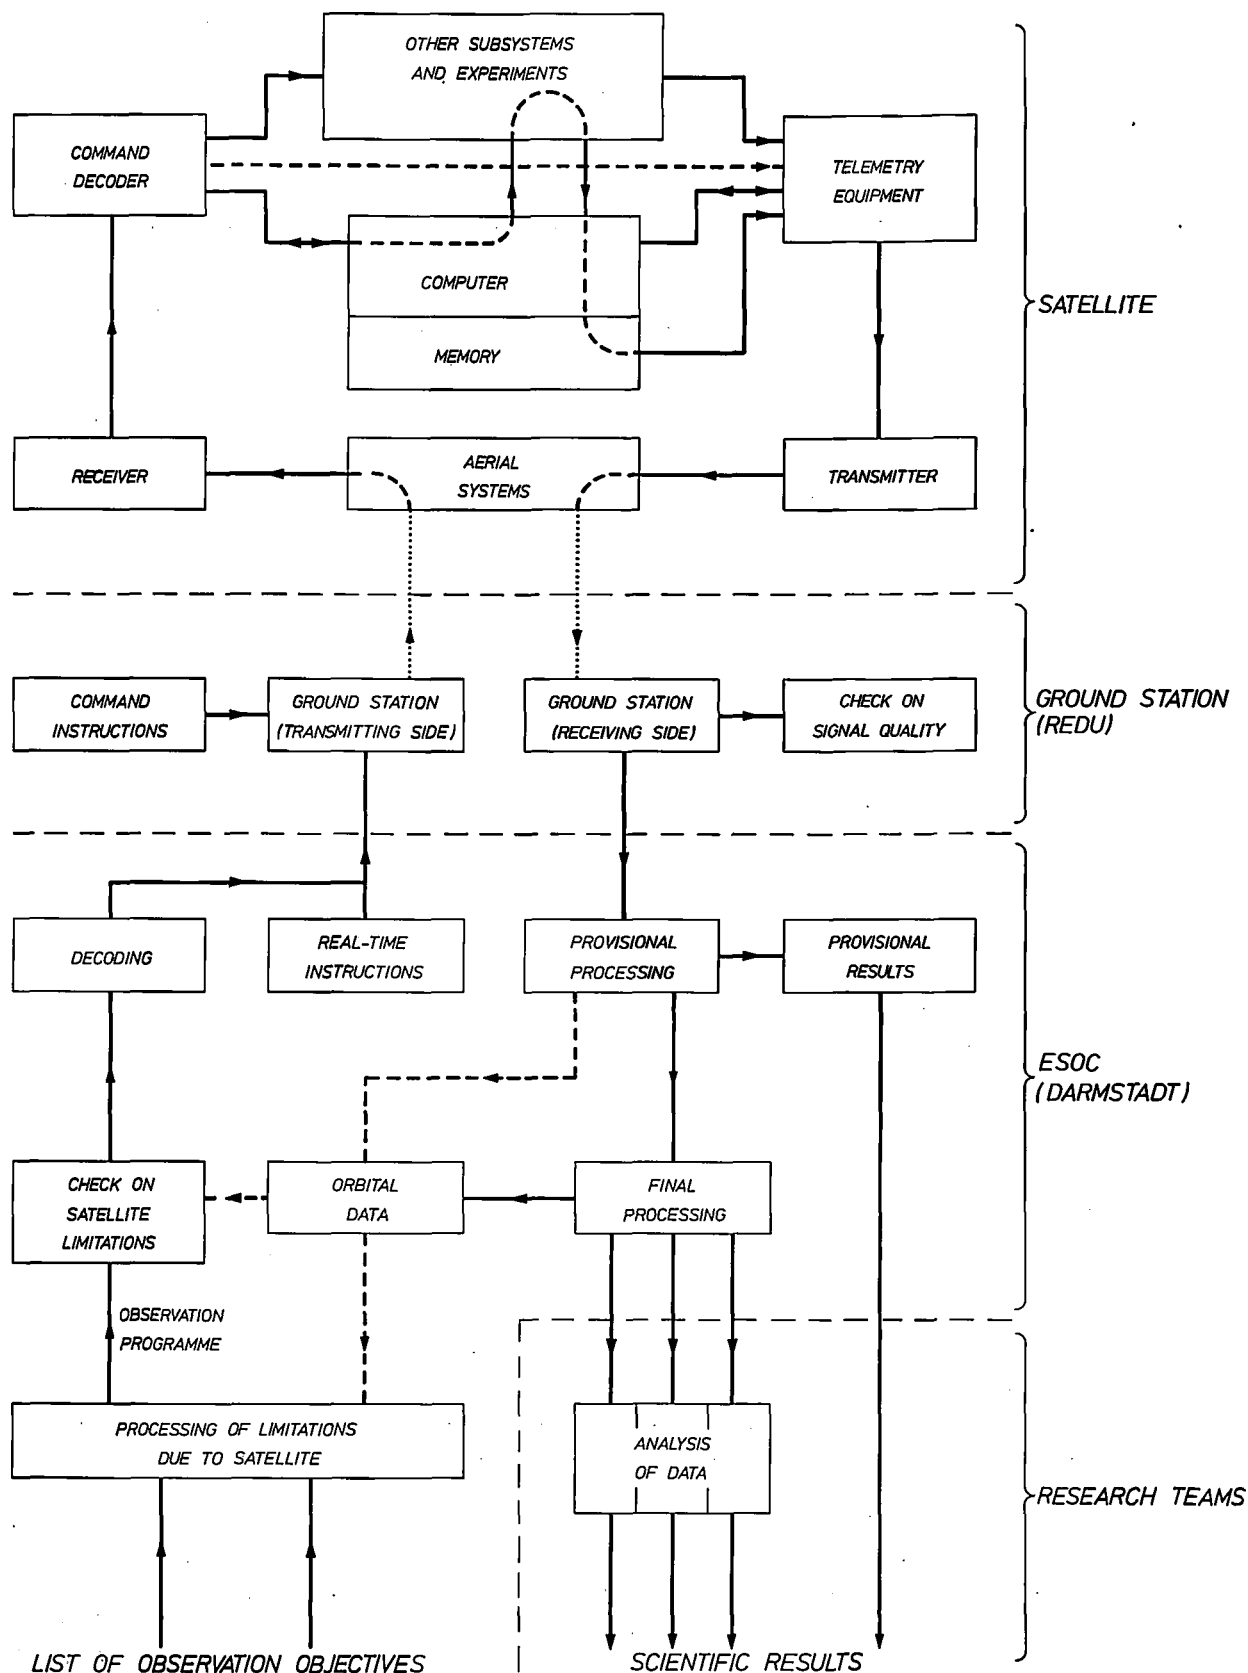 OTHER SUBSYSTEMS
AND EXPERIMENTS
COMMAND
DECODER
TELEMETRY
EQUIPMENT
COMPUTER
MEMORY
SATELLITE
RECEIVER
AERIAL
SYSTEMS
TRANSMITTER
COMMAND
INSTRUCTIONS
GROUND STATION
(TRANSMITTING SIDE)
GROUND STATION
(RECEIVING SIDE)
CHECK ON
SIGNAL QUALITY
GROUND STATION
(REDU)
DECODING
REAL-TIME
INSTRUCTIONS
PROVISIONAL
PROCESSING
PROVISIONAL
RESULTS
ESOC
(DARMSTADT)
CHECK ON
SATELLITE
LIMITATIONS
ORBITAL
DATA
FINAL
PROCESSING
OBSERVATION
PROGRAMME
PROCESSING OF LIMITATIONS
DUE TO SATELLITE
ANALYSIS
OF DATA
RESEARCH TEAMS
LIST OF OBSERVATION OBJECTIVES
SCIENTIFIC RESULTS